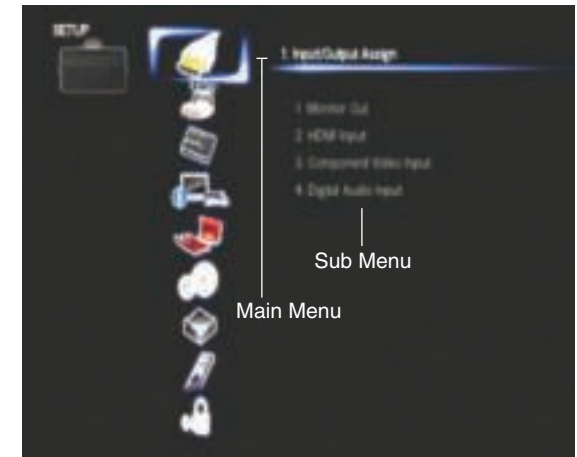 SETUP
1. Input/Output Assign
1. Monitor Out
2. HDMI Input
3. Component Video Input
4. Digital Audio Input
Sub Menu
Main Menu